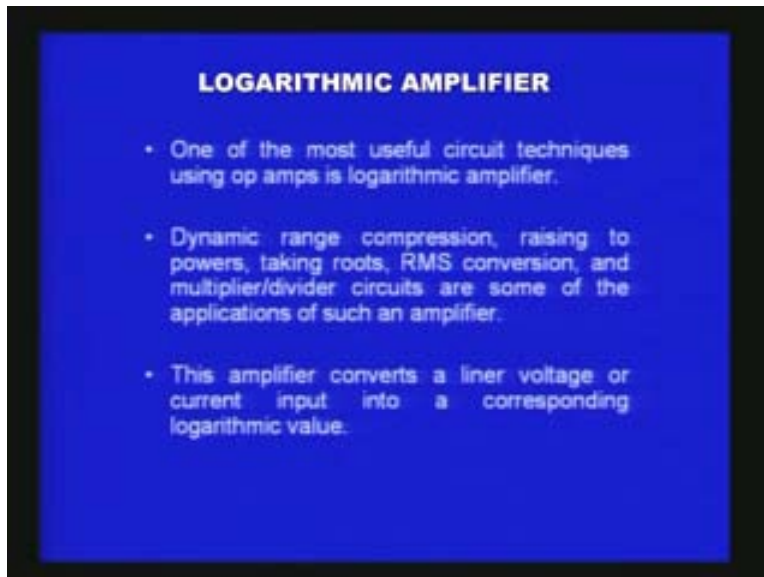 LOGARITHMIC AMPLIFIER
• One of the most useful circuit techniques
using op amps is logarithmic amplifier.
• Dynamic range compression, raising to
powers, taking roots, RMS conversion, and
multiplier/divider circuits are some of the
applications of such an amplifier.
• This amplifier converts a liner voltage or
current input into a corresponding
logarithmic value.